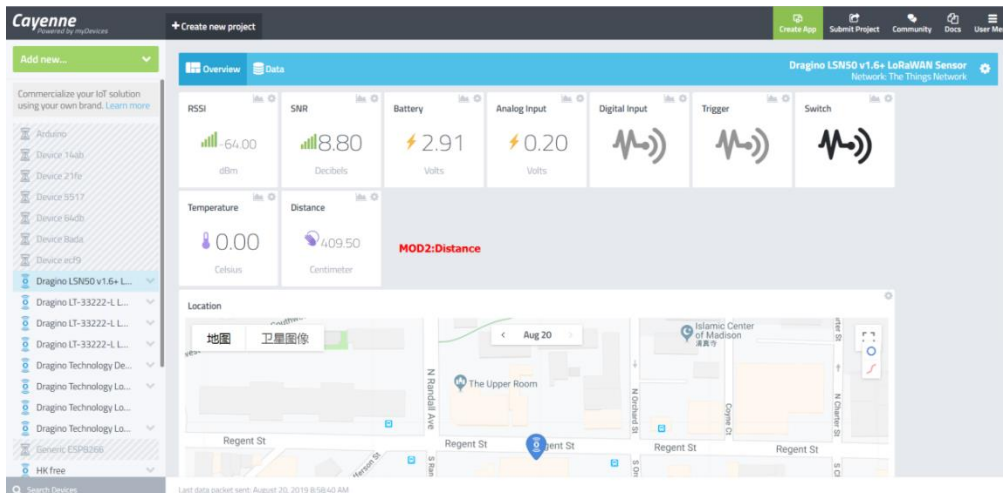 Cayenne
Powered by myDevices
+ Create new project
Create App
Submit Project
Community
Docs
User Me
Add new...
Commercialize your IoT solution
using your own brand. Learn more
Arduino
Device 14ab
Device 21fe
Device 5517
Device 64db
Device 8ada
Device ecf9
Dragino LSN50 v1.6+ L...
Dragino LT-33222-L L...
Dragino LT-33222-L L...
Dragino LT-33222-L L...
Dragino Technology De...
Dragino Technology Lo...
Dragino Technology Lo...
Dragino Technology Lo...
Generic ESP8266
HK free
Search Devices
Overview
Data
Dragino LSN50 v1.6+ LoRaWAN Sensor
Network: The Things Network
RSSI
-64.00
dBm
SNR
8.80
Decibels
Battery
2.91
Volts
Analog Input
0.20
Volts
Digital Input
Trigger
Switch
Temperature
0.00
Celsius
Distance
409.50
Centimeter
MOD2:Distance
Location
地图
卫星图像
< Aug 20 >
Islamic Center
of Madison
清真寺
The Upper Room
N Randall Ave
N Orchard St
Coyne Ct
N Charter St
Regent St
Regent St
gent St
Regent St
Regent St
Last data packet sent: August 20, 2019 8:58:40 AM